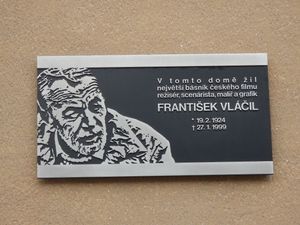 V tomto domě žil
největší básník českého filmu
režisér, scenárista, malíř a grafik
FRANTIŠEK VLÁČIL
* 19. 2. 1924
† 27. 1. 1999